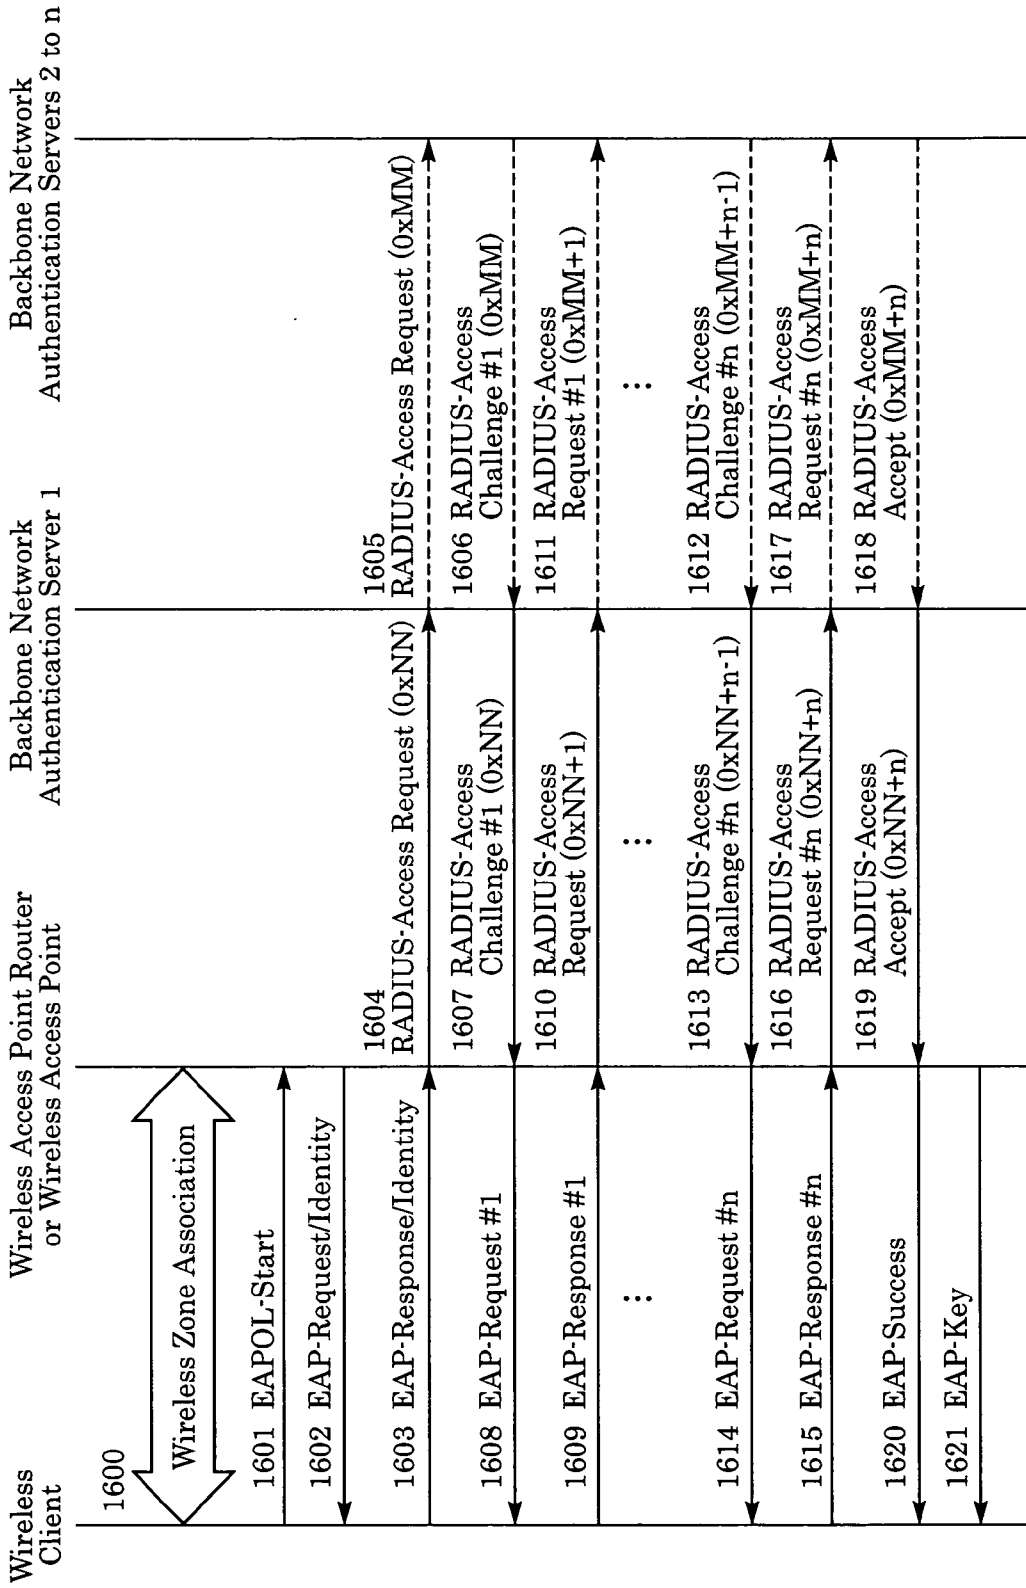 Wireless
Client
Wireless Access Point Router
or Wireless Access Point
Backbone Network
Authentication Server 1
Backbone Network
Authentication Servers 2 to n
1600
Wireless Zone Association
1601 EAPOL-Start
1602 EAP-Request/Identity
1603 EAP-Response/Identity
1604
RADIUS-Access Request (0xNN)
1605
RADIUS-Access Request (0xMM)
1608 EAP-Request #1
1607 RADIUS-Access
Challenge #1 (0xNN)
1606 RADIUS-Access
Challenge #1 (0xMM)
1609 EAP-Response #1
1610 RADIUS-Access
Request (0xNN+1)
1611 RADIUS-Access
Request #1 (0xMM+1)
...
...
...
1614 EAP-Request #n
1613 RADIUS-Access
Challenge #n (0xNN+n-1)
1612 RADIUS-Access
Challenge #n (0xMM+n-1)
1615 EAP-Response #n
1616 RADIUS-Access
Request #n (0xNN+n)
1617 RADIUS-Access
Request #n (0xMM+n)
1620 EAP-Success
1619 RADIUS-Access
Accept (0xNN+n)
1618 RADIUS-Access
Accept (0xMM+n)
1621 EAP-Key